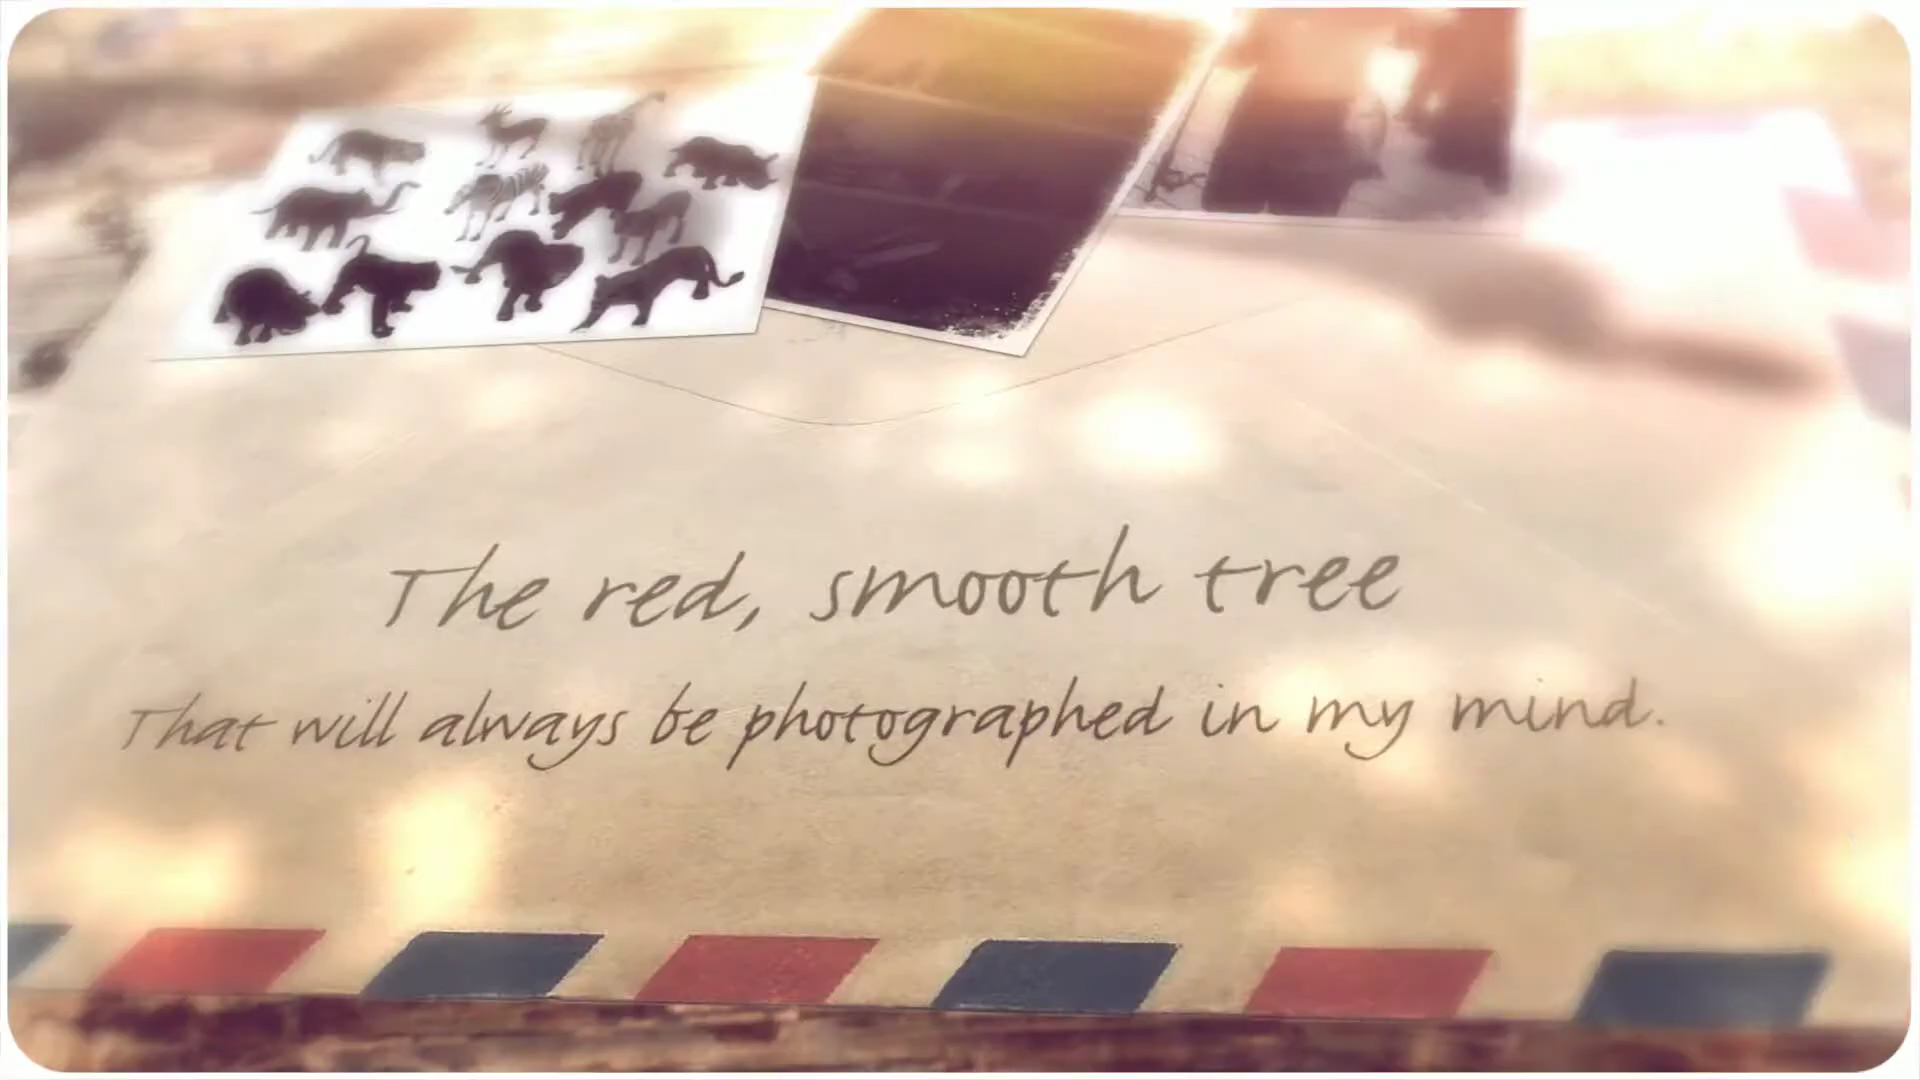 The red, smooth tree
That will always be photographed in my mind.